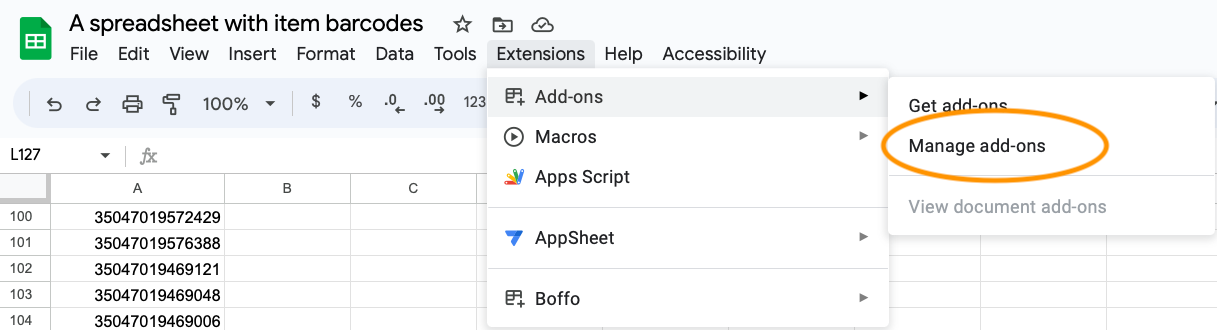 A spreadsheet with item barcodes
File Edit View Insert Format Data Tools Extensions Help Accessibility
100% $ % .0 .00 123
Add-ons
Get add-ons
Macros
Manage add-ons
Apps Script
View document add-ons
AppSheet
Boffo
L127 fx
A B C
100 35047019572429
101 35047019576388
102 35047019469121
103 35047019469048
104 35047019469006